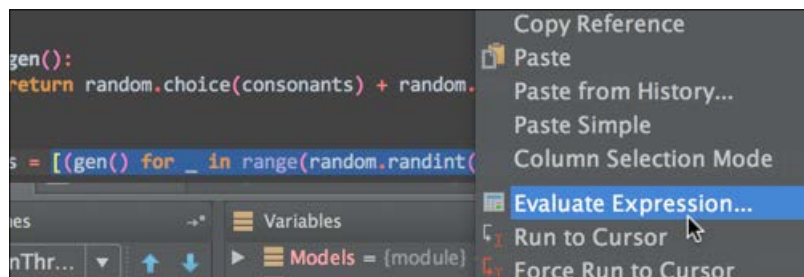 Copy Reference
gen():
Paste
return random.choice(consonants) + random.
Paste from History...
Paste Simple
s = [(gen() for _ in range(random.randint(
Column Selection Mode
Evaluate Expression...
es
Variables
Run to Cursor
nThr...
Models = {module}
Force Run to Cursor